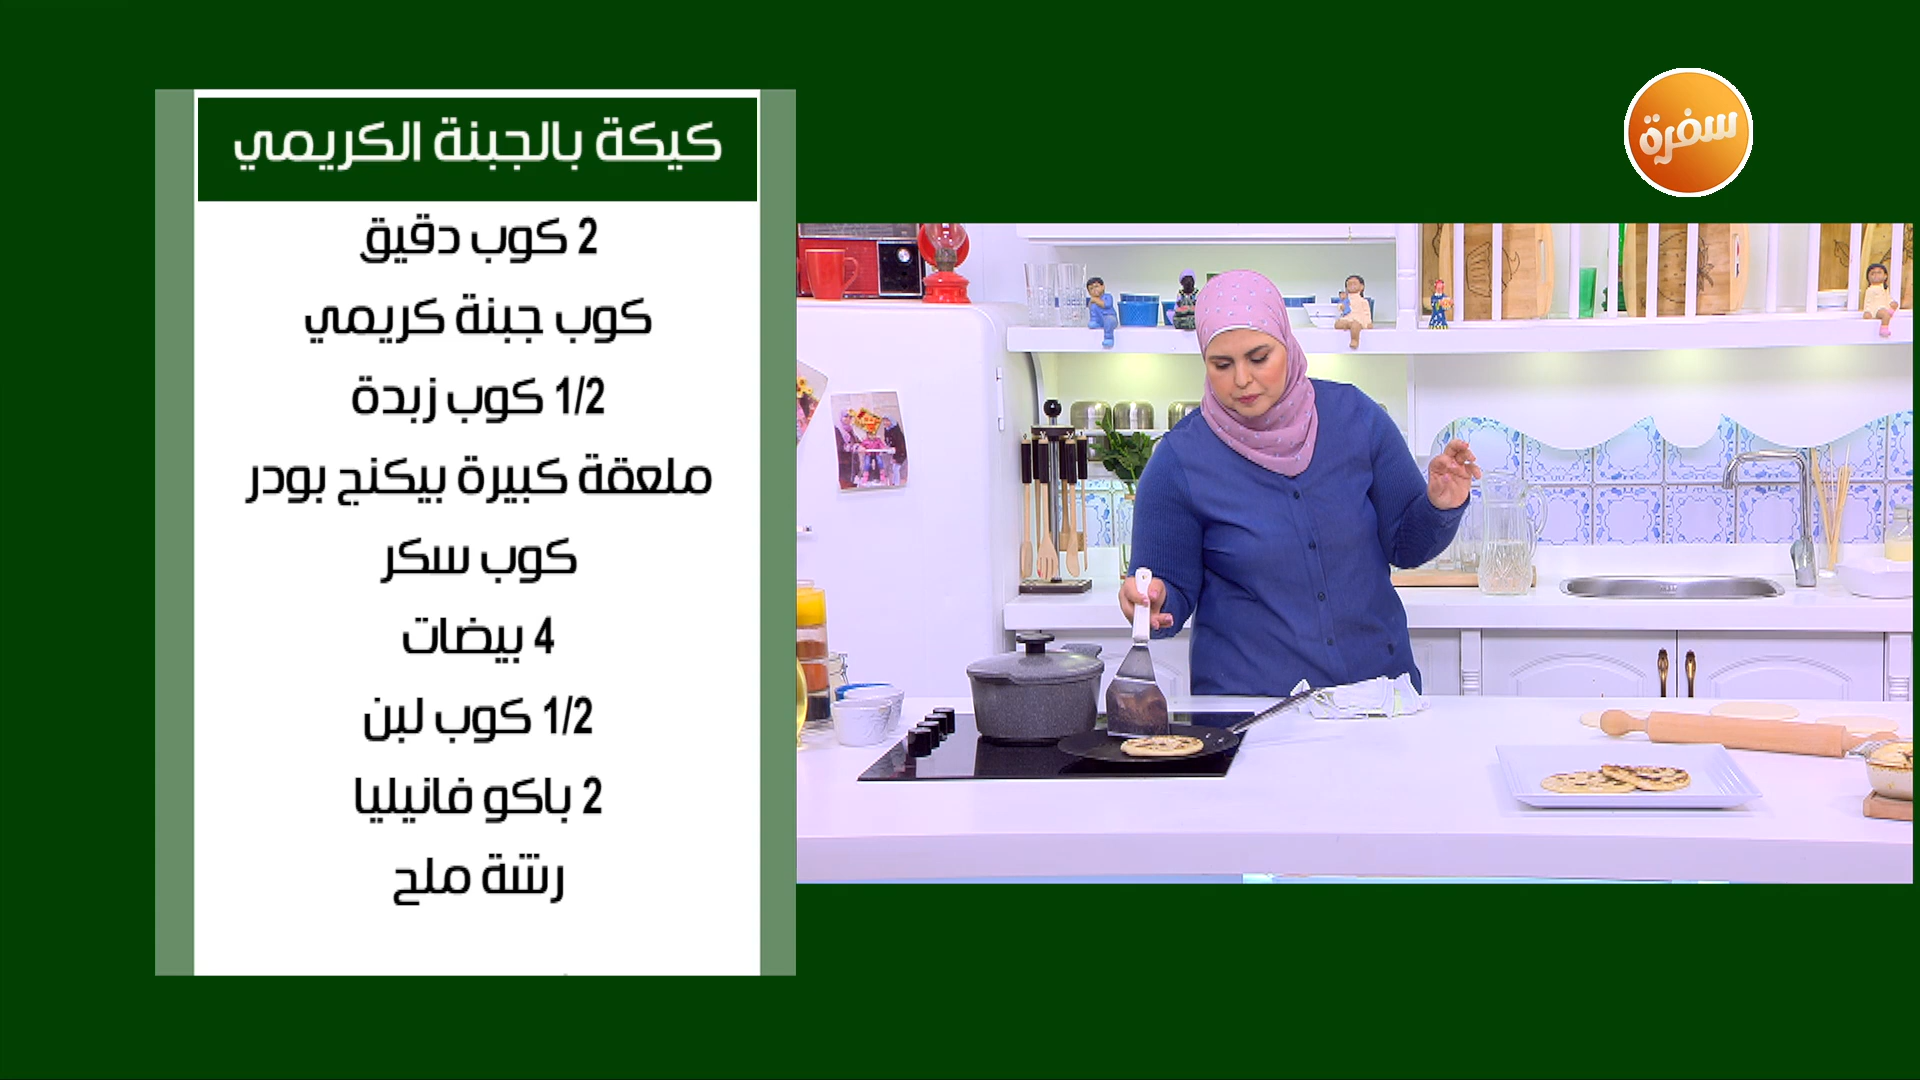 سفرة
كيكة بالجبنة الكريمي
2 كوب دقيق
كوب جبنة كريمي
1/2 كوب زبدة
ملعقة كبيرة بيكنج بودر
كوب سكر
4 بيضات
1/2 كوب لبن
2 باكو فانيليا
رشة ملح